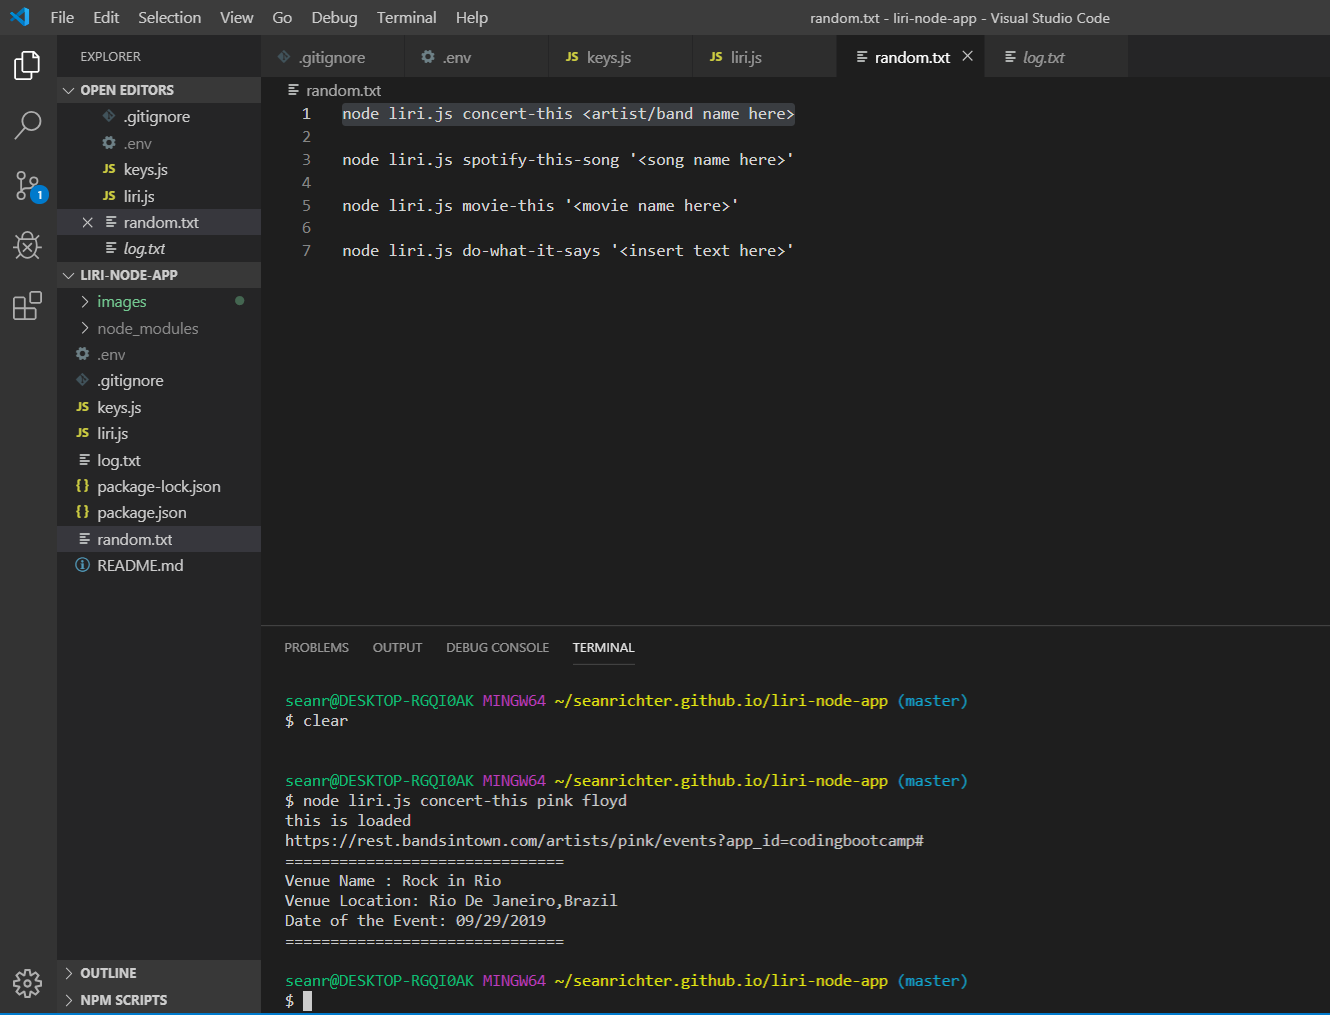 File Edit Selection View Go Debug Terminal Help
random.txt - liri-node-app - Visual Studio Code
EXPLORER
OPEN EDITORS
.gitignore
.env
JS keys.js
JS liri.js
random.txt
log.txt
LIRI-NODE-APP
images
node_modules
.env
.gitignore
JS keys.js
JS liri.js
log.txt
{} package-lock.json
{} package.json
random.txt
README.md
OUTLINE
NPM SCRIPTS
1
.gitignore .env JS keys.js JS liri.js random.txt log.txt
random.txt
1 node liri.js concert-this <artist/band name here>
2
3 node liri.js spotify-this-song '<song name here>'
4
5 node liri.js movie-this '<movie name here>'
6
7 node liri.js do-what-it-says '<insert text here>'
PROBLEMS OUTPUT DEBUG CONSOLE TERMINAL
seanr@DESKTOP-RGQI0AK MINGW64 ~/seanrichter.github.io/liri-node-app (master)
$ clear
seanr@DESKTOP-RGQI0AK MINGW64 ~/seanrichter.github.io/liri-node-app (master)
$ node liri.js concert-this pink floyd
this is loaded
https://rest.bandsintown.com/artists/pink/events?app_id=codingbootcamp#
===============================
Venue Name : Rock in Rio
Venue Location: Rio De Janeiro,Brazil
Date of the Event: 09/29/2019
===============================
seanr@DESKTOP-RGQI0AK MINGW64 ~/seanrichter.github.io/liri-node-app (master)
$